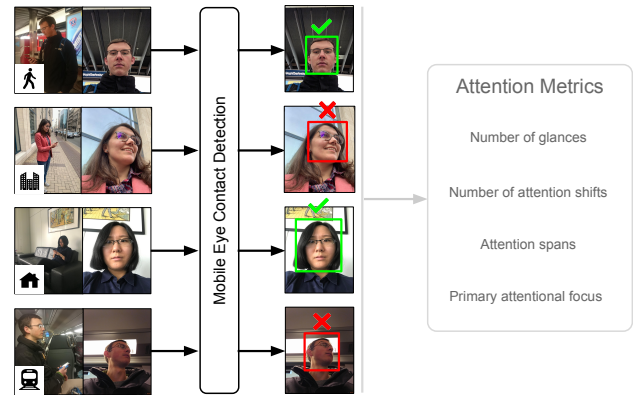 Mobile Eye Contact Detection
Attention Metrics
Number of glances
Number of attention shifts
Attention spans
Primary attentional focus